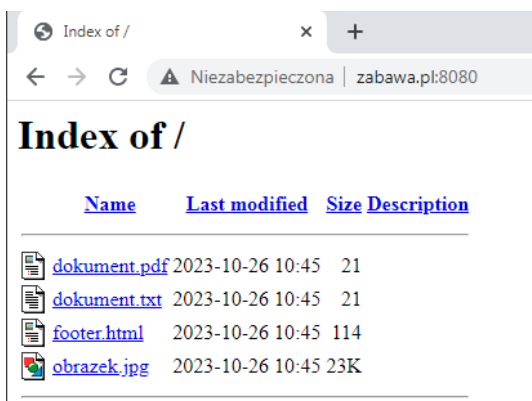 Index of /
Niezabezpieczona | zabawa.pl:8080
Index of /
Name Last modified Size Description
dokument.pdf 2023-10-26 10:45 21
dokument.txt 2023-10-26 10:45 21
footer.html 2023-10-26 10:45 114
obrazek.jpg 2023-10-26 10:45 23K